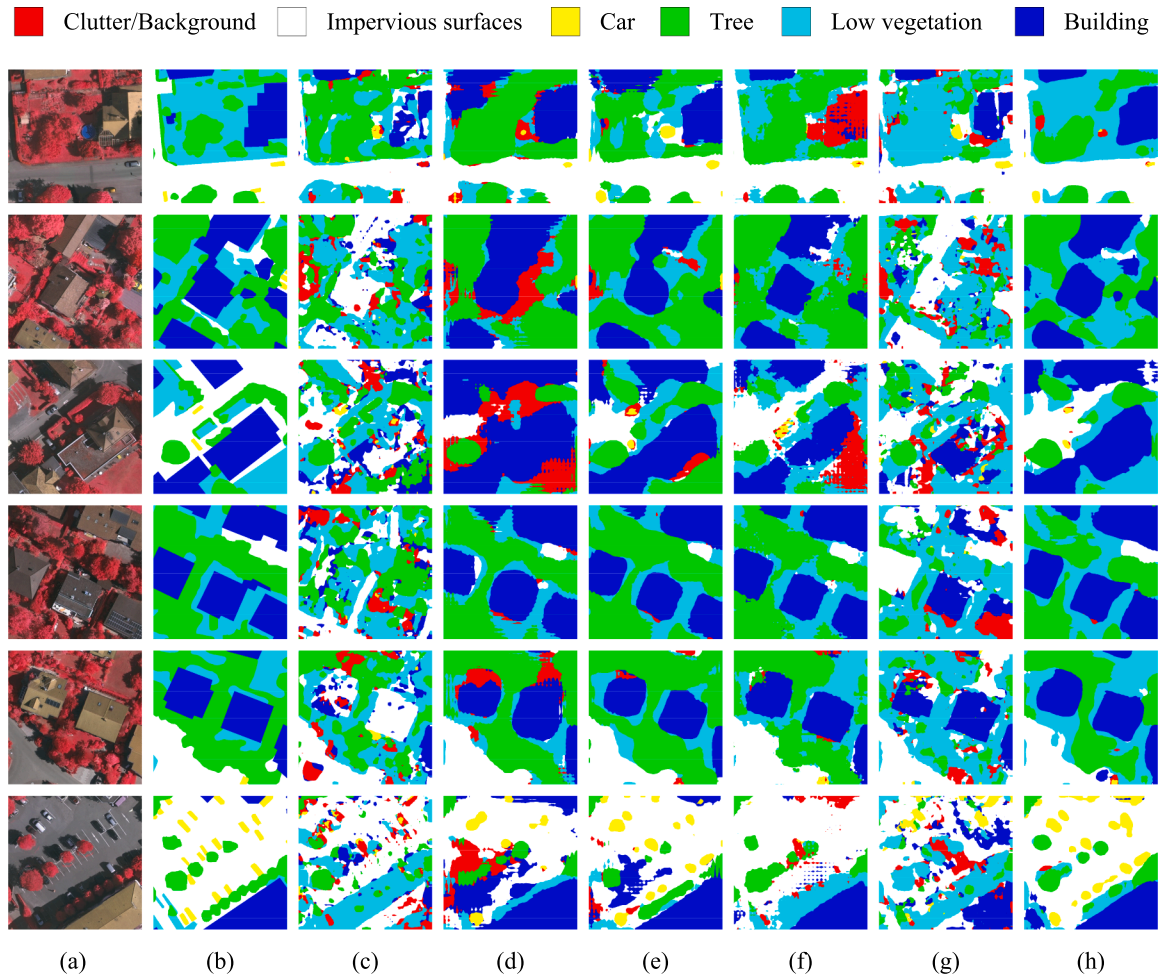 Clutter/Background Impervious surfaces Car Tree Low vegetation Building
(a) (b) (c) (d) (e) (f) (g) (h)